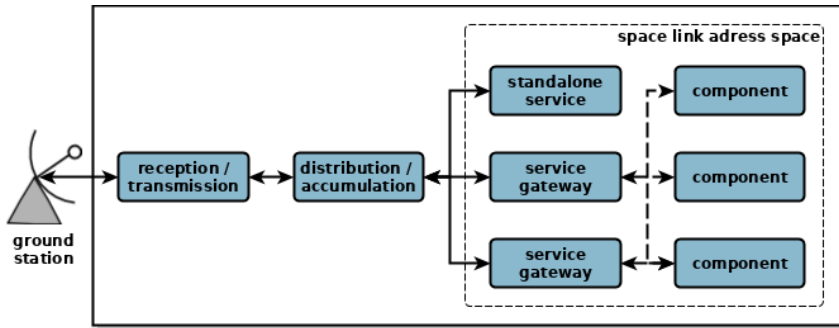 space link adress space
standalone
service
component
reception /
transmission
distribution /
accumulation
service
gateway
component
ground
station
service
gateway
component